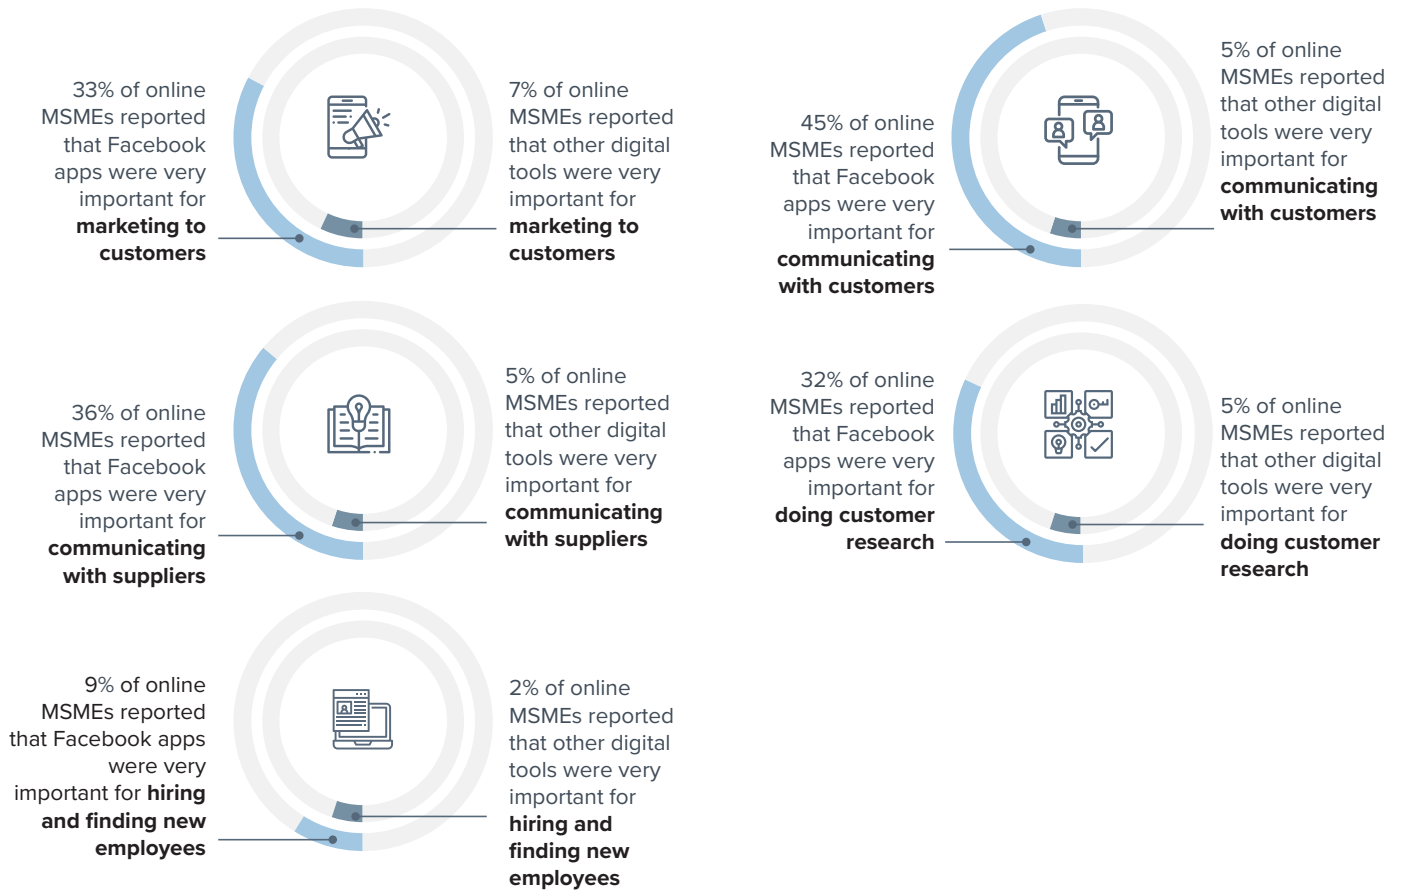 33% of online
MSMEs reported
that Facebook
apps were very
important for
marketing to
customers
7% of online
MSMEs reported
that other digital
tools were very
important for
marketing to
customers
45% of online
MSMEs reported
that Facebook
apps were very
important for
communicating
with customers
5% of online
MSMEs reported
that other digital
tools were very
important for
communicating
with customers
36% of online
MSMEs reported
that Facebook
apps were very
important for
communicating
with suppliers
5% of online
MSMEs reported
that other digital
tools were very
important for
communicating
with suppliers
32% of online
MSMEs reported
that Facebook
apps were very
important for
doing customer
research
5% of online
MSMEs reported
that other digital
tools were very
important for
doing customer
research
9% of online
MSMEs reported
that Facebook apps
were very
important for hiring
and finding new
employees
2% of online
MSMEs reported
that other digital
tools were very
important for
hiring and
finding new
employees